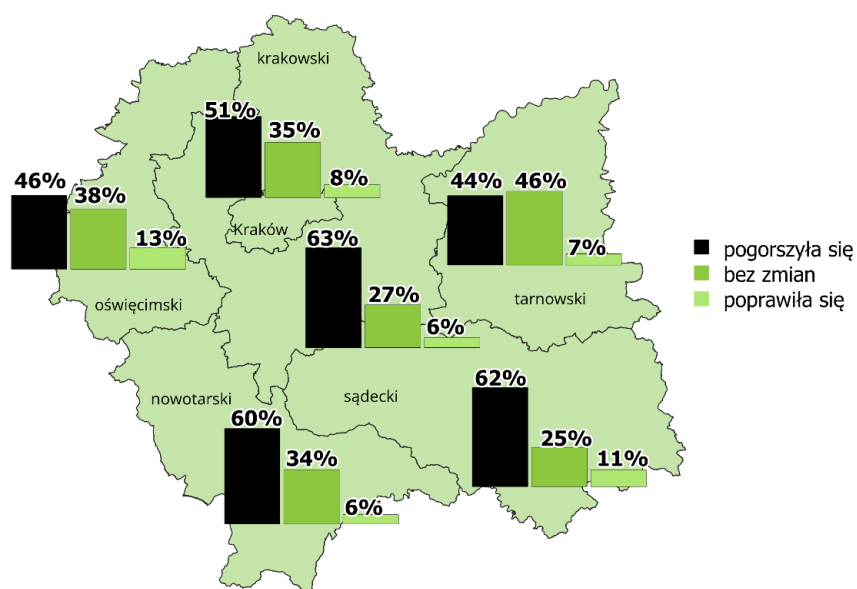 krakowski
51%
35%
8%
46%
38%
13%
44%
46%
7%
Kraków
63%
27%
6%
oświęcimski
tarnowski
pogorszyła się
bez zmian
poprawiła się
nowotarski
sądecki
60%
34%
6%
62%
25%
11%